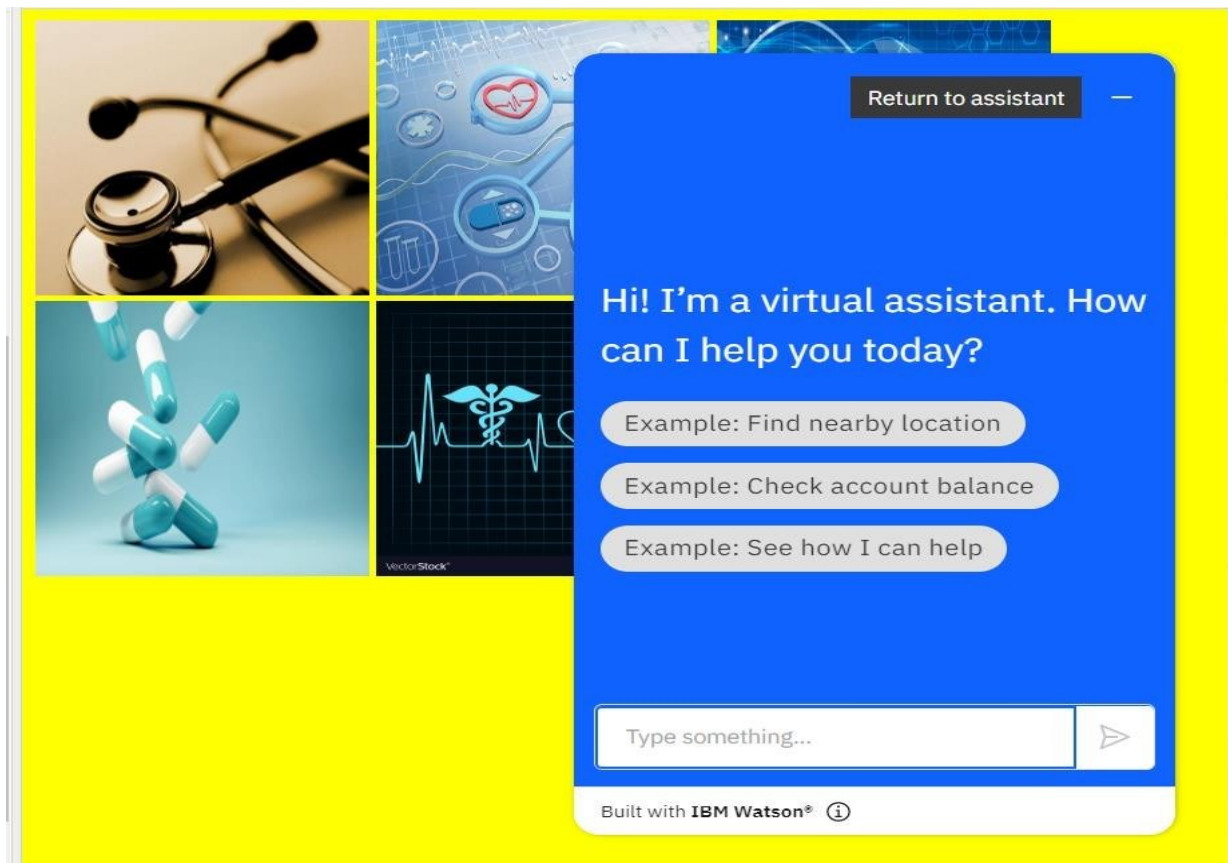 Return to assistant
Hi! I’m a virtual assistant. How
can I help you today?
Example: Find nearby location
Example: Check account balance
Example: See how I can help
VectorStock®
Type something...
Built with IBM Watson®